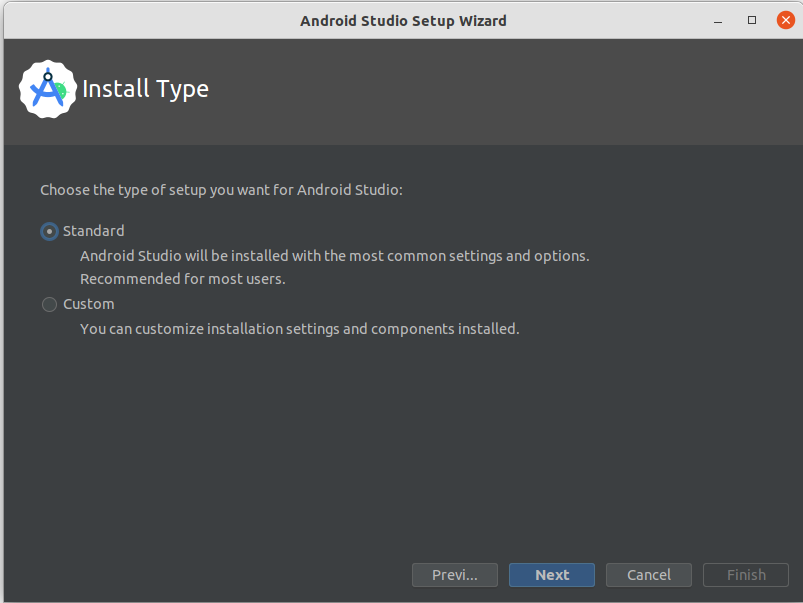 Android Studio Setup Wizard
Install Type
Choose the type of setup you want for Android Studio:
Standard
Android Studio will be installed with the most common settings and options.
Recommended for most users.
Custom
You can customize installation settings and components installed.
Previ... Next Cancel Finish